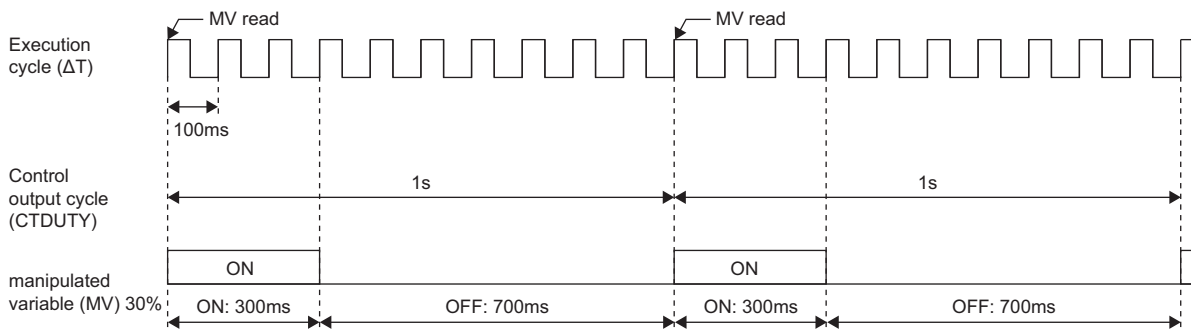 MV read
MV read
Execution
cycle (ΔT)
100ms
Control
output cycle
(CTDUTY)
1s
1s
ON
ON
manipulated
variable (MV) 30%
ON: 300ms
OFF: 700ms
ON: 300ms
OFF: 700ms